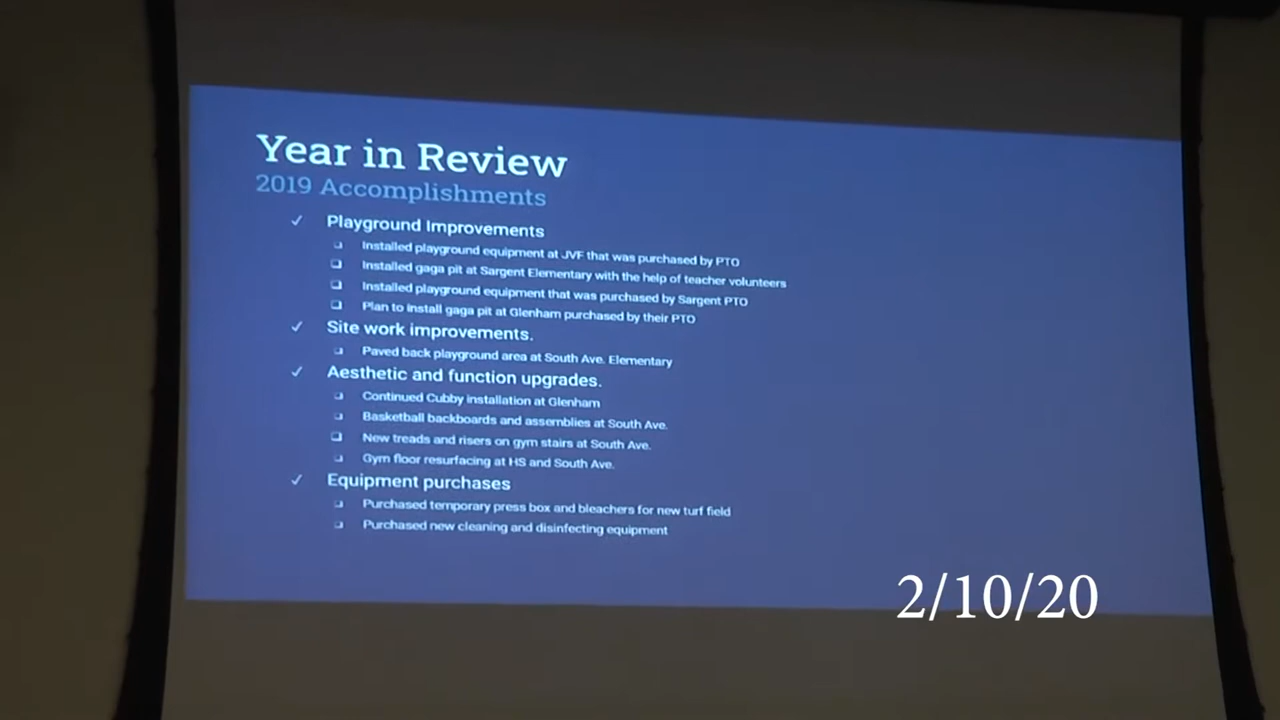 Year in Review
2019 Accomplishments
✓ Playground Improvements
❑ Installed playground equipment at JVF that was purchased by PTO
❑ Installed gaga pit at Sargent Elementary with the help of teacher volunteers
❑ Installed playground equipment that was purchased by Sargent PTO
❑ Plan to install gaga pit at Glenham purchased by their PTO
✓ Site work improvements.
❑ Paved back playground area at South Ave. Elementary
✓ Aesthetic and function upgrades.
❑ Continued Cubby installation at Glenham
❑ Basketball backboards and assemblies at South Ave.
❑ New treads and risers on gym stairs at South Ave.
❑ Gym floor resurfacing at HS and South Ave.
✓ Equipment purchases
❑ Purchased temporary press box and bleachers for new turf field
❑ Purchased new cleaning and disinfecting equipment
2/10/20